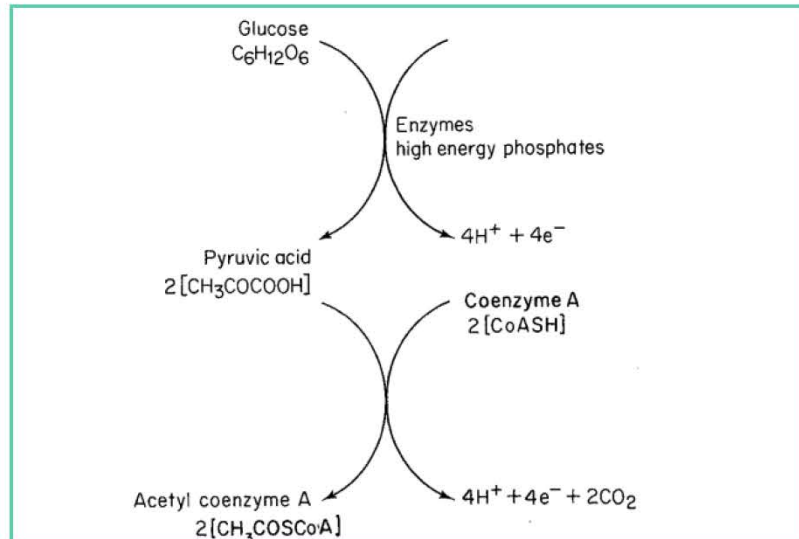 Glucose
C₆H₁₂O₆
Enzymes
high energy phosphates
4H⁺ + 4e⁻
Pyruvic acid
2[CH₃COCOOH]
Coenzyme A
2[CoASH]
Acetyl coenzyme A
2[CH₃COSCoA]
4H⁺+4e⁻+2CO₂